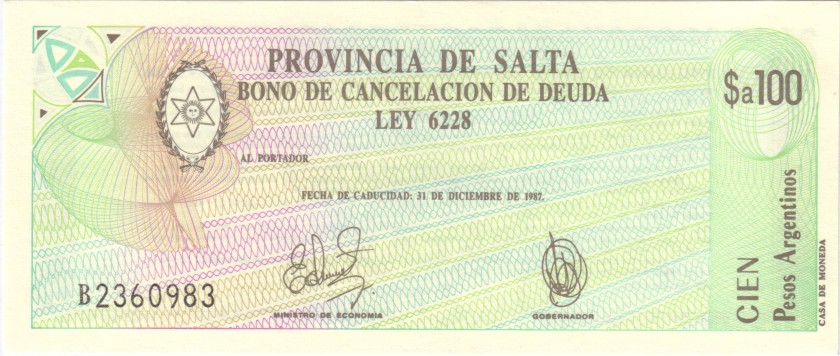 PROVINCIA DE SALTA
BONO DE CANCELACION DE DEUDA
LEY 6228
$a100
AL PORTADOR
FECHA DE CADUCIDAD: 31 DE DICIEMBRE DE 1987.
B2360983
MINISTRO DE ECONOMIA
GOBERNADOR
CIEN
Pesos Argentinos
CASA DE MONEDA